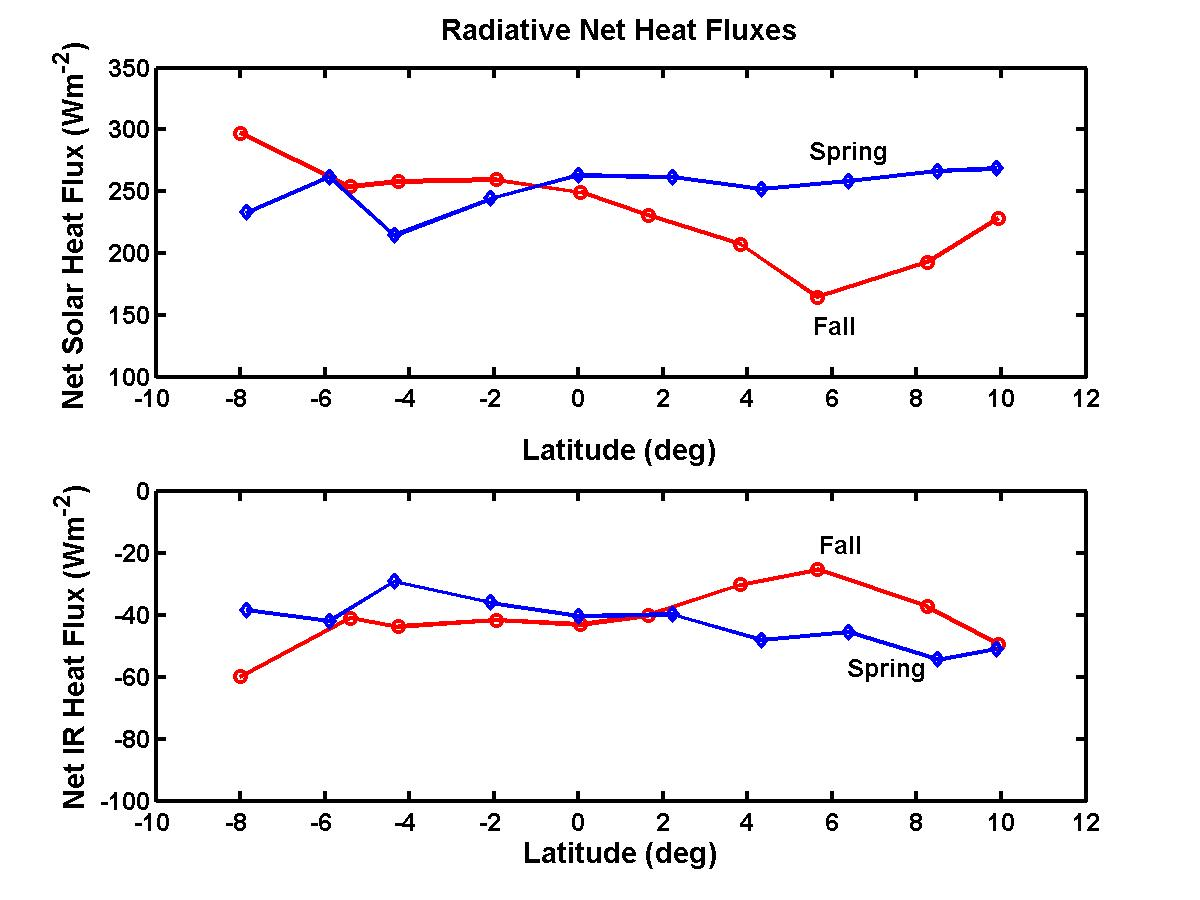 Radiative Net Heat Fluxes
Net Solar Heat Flux (Wm-2)
350
300
250
200
150
100
Spring
Fall
-10 -8 -6 -4 -2 0 2 4 6 8 10 12
Latitude (deg)
Net IR Heat Flux (Wm-2)
0
-20
-40
-60
-80
-100
Fall
Spring
-10 -8 -6 -4 -2 0 2 4 6 8 10 12
Latitude (deg)